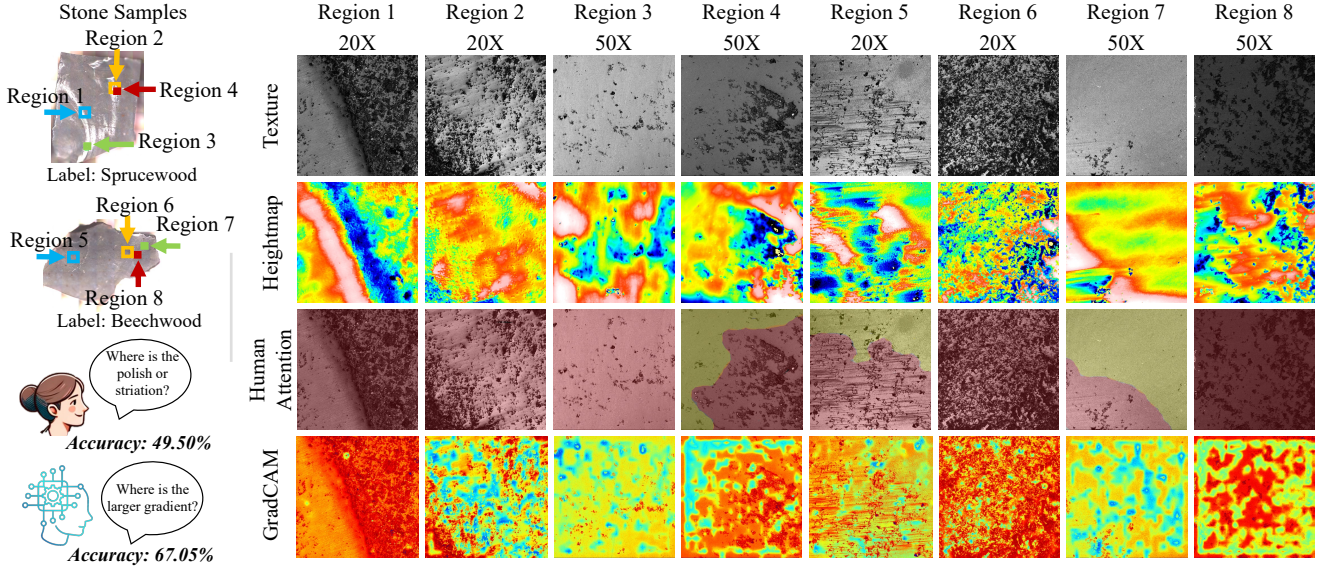 Stone Samples
Region 2
Region 1
Region 4
Region 3
Label: Sprucewood
Region 6
Region 7
Region 5
Region 8
Label: Beechwood
Where is the
polish or
striation?
Accuracy: 49.50%
Where is the
larger gradient?
Accuracy: 67.05%
Region 1 Region 2 Region 3 Region 4 Region 5 Region 6 Region 7 Region 8
20X 20X 50X 50X 20X 20X 50X 50X
Texture
Heightmap
Human
Attention
GradCAM